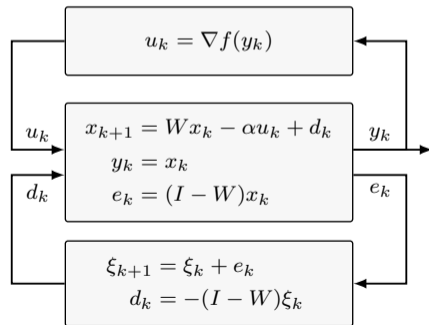 u_k = ∇f(y_k)
u_k
x_{k+1} = Wx_k − αu_k + d_k
y_k = x_k
e_k = (I − W)x_k
y_k
d_k
e_k
ξ_{k+1} = ξ_k + e_k
d_k = −(I − W)ξ_k